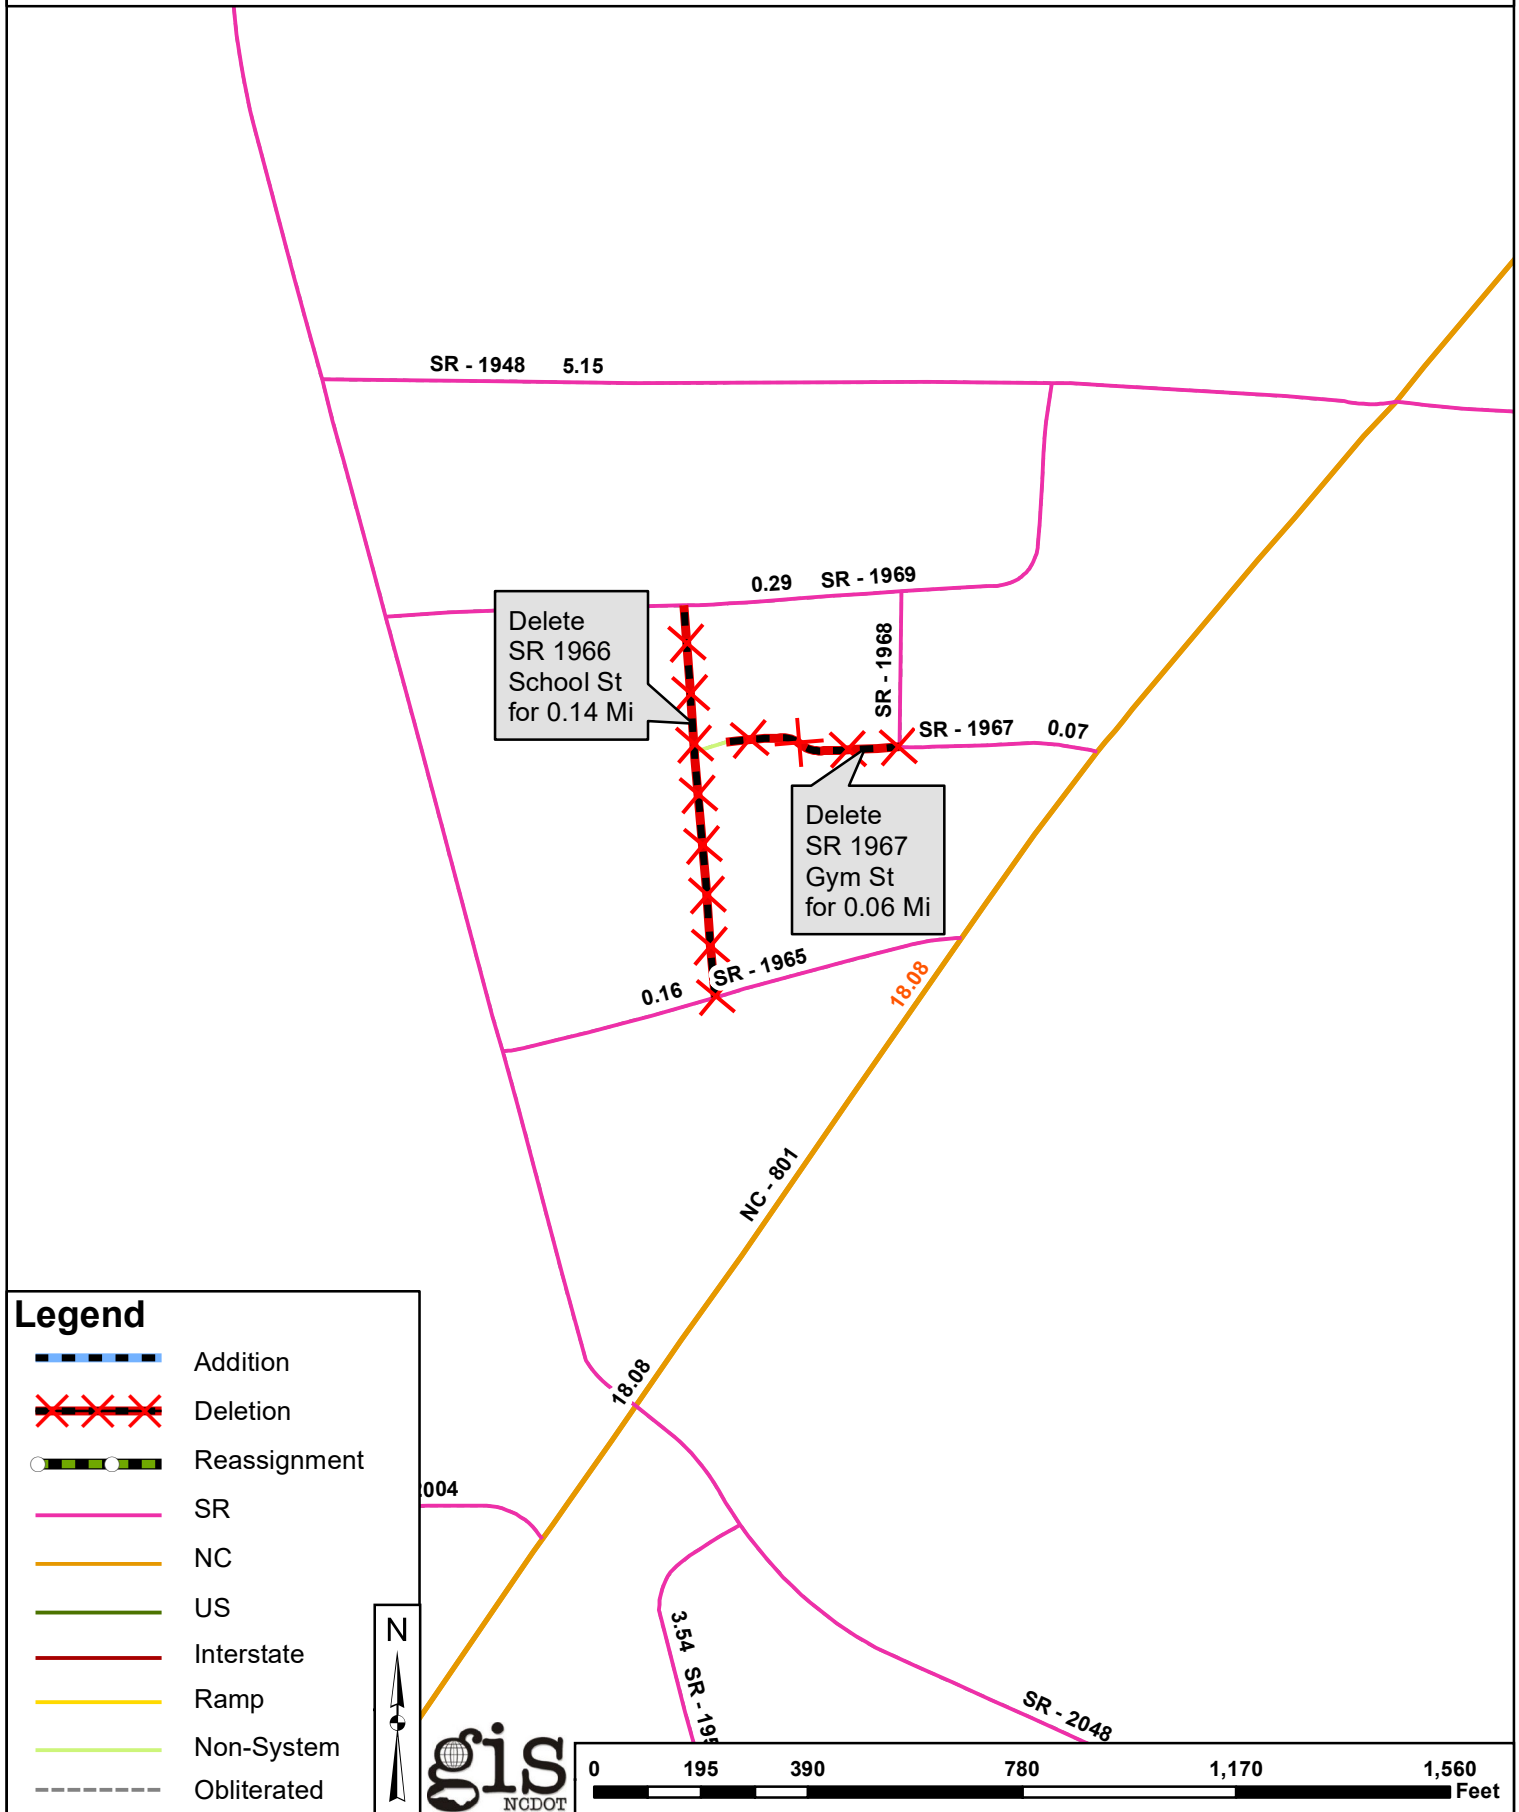 SR - 1948 5.15
0.29 SR - 1969
Delete
SR 1966
School St
for 0.14 Mi
SR - 1968
SR - 1967 0.07
Delete
SR 1967
Gym St
for 0.06 Mi
0.16 SR - 1965
18.08
NC - 801
18.08
Legend
Addition
Deletion
Reassignment
SR
NC
US
Interstate
Ramp
Non-System
Obliterated
004
N
3.54 SR - 195
SR - 2048
gis
NCDOT
0 195 390 780 1,170 1,560
Feet